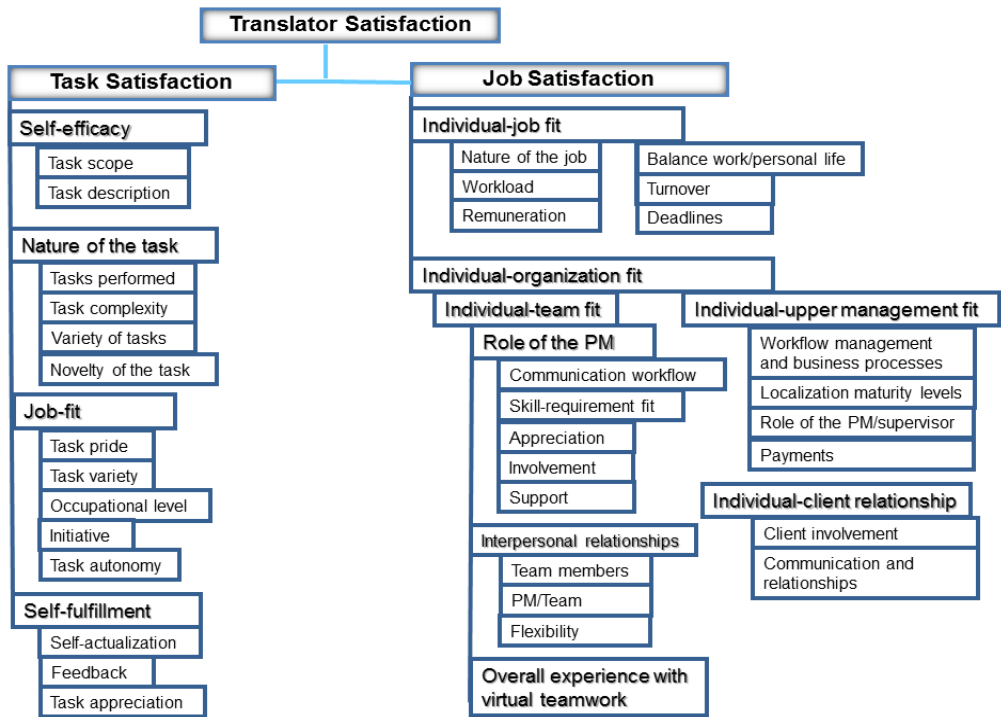 Translator Satisfaction
Task Satisfaction
Self-efficacy
Task scope
Task description
Nature of the task
Tasks performed
Task complexity
Variety of tasks
Novelty of the task
Job-fit
Task pride
Task variety
Occupational level
Initiative
Task autonomy
Self-fulfillment
Self-actualization
Feedback
Task appreciation
Job Satisfaction
Individual-job fit
Nature of the job
Workload
Remuneration
Balance work/personal life
Turnover
Deadlines
Individual-organization fit
Individual-team fit
Role of the PM
Communication workflow
Skill-requirement fit
Appreciation
Involvement
Support
Interpersonal relationships
Team members
PM/Team
Flexibility
Overall experience with
virtual teamwork
Individual-upper management fit
Workflow management
and business processes
Localization maturity levels
Role of the PM/supervisor
Payments
Individual-client relationship
Client involvement
Communication and
relationships